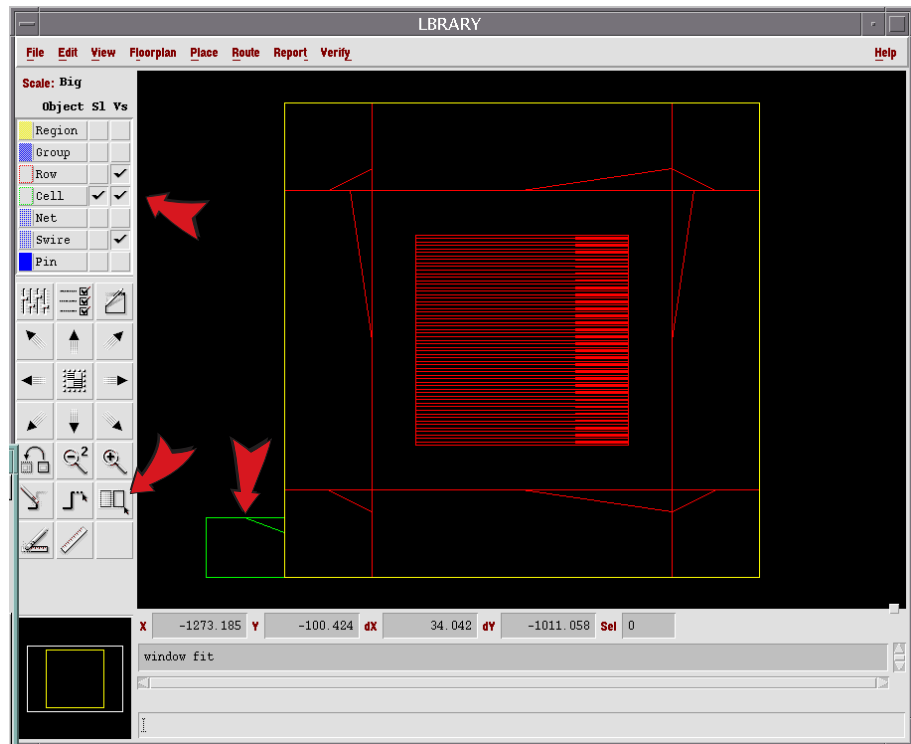 LBRARY
File Edit View Floorplan Place Route Report Verify Help
Scale: Big
Object Sl Vs
Region
Group
Row
Cell
Net
Swire
Pin
2
X -1273.185 Y -100.424 dX 34.042 dY -1011.058 Sel 0
window fit